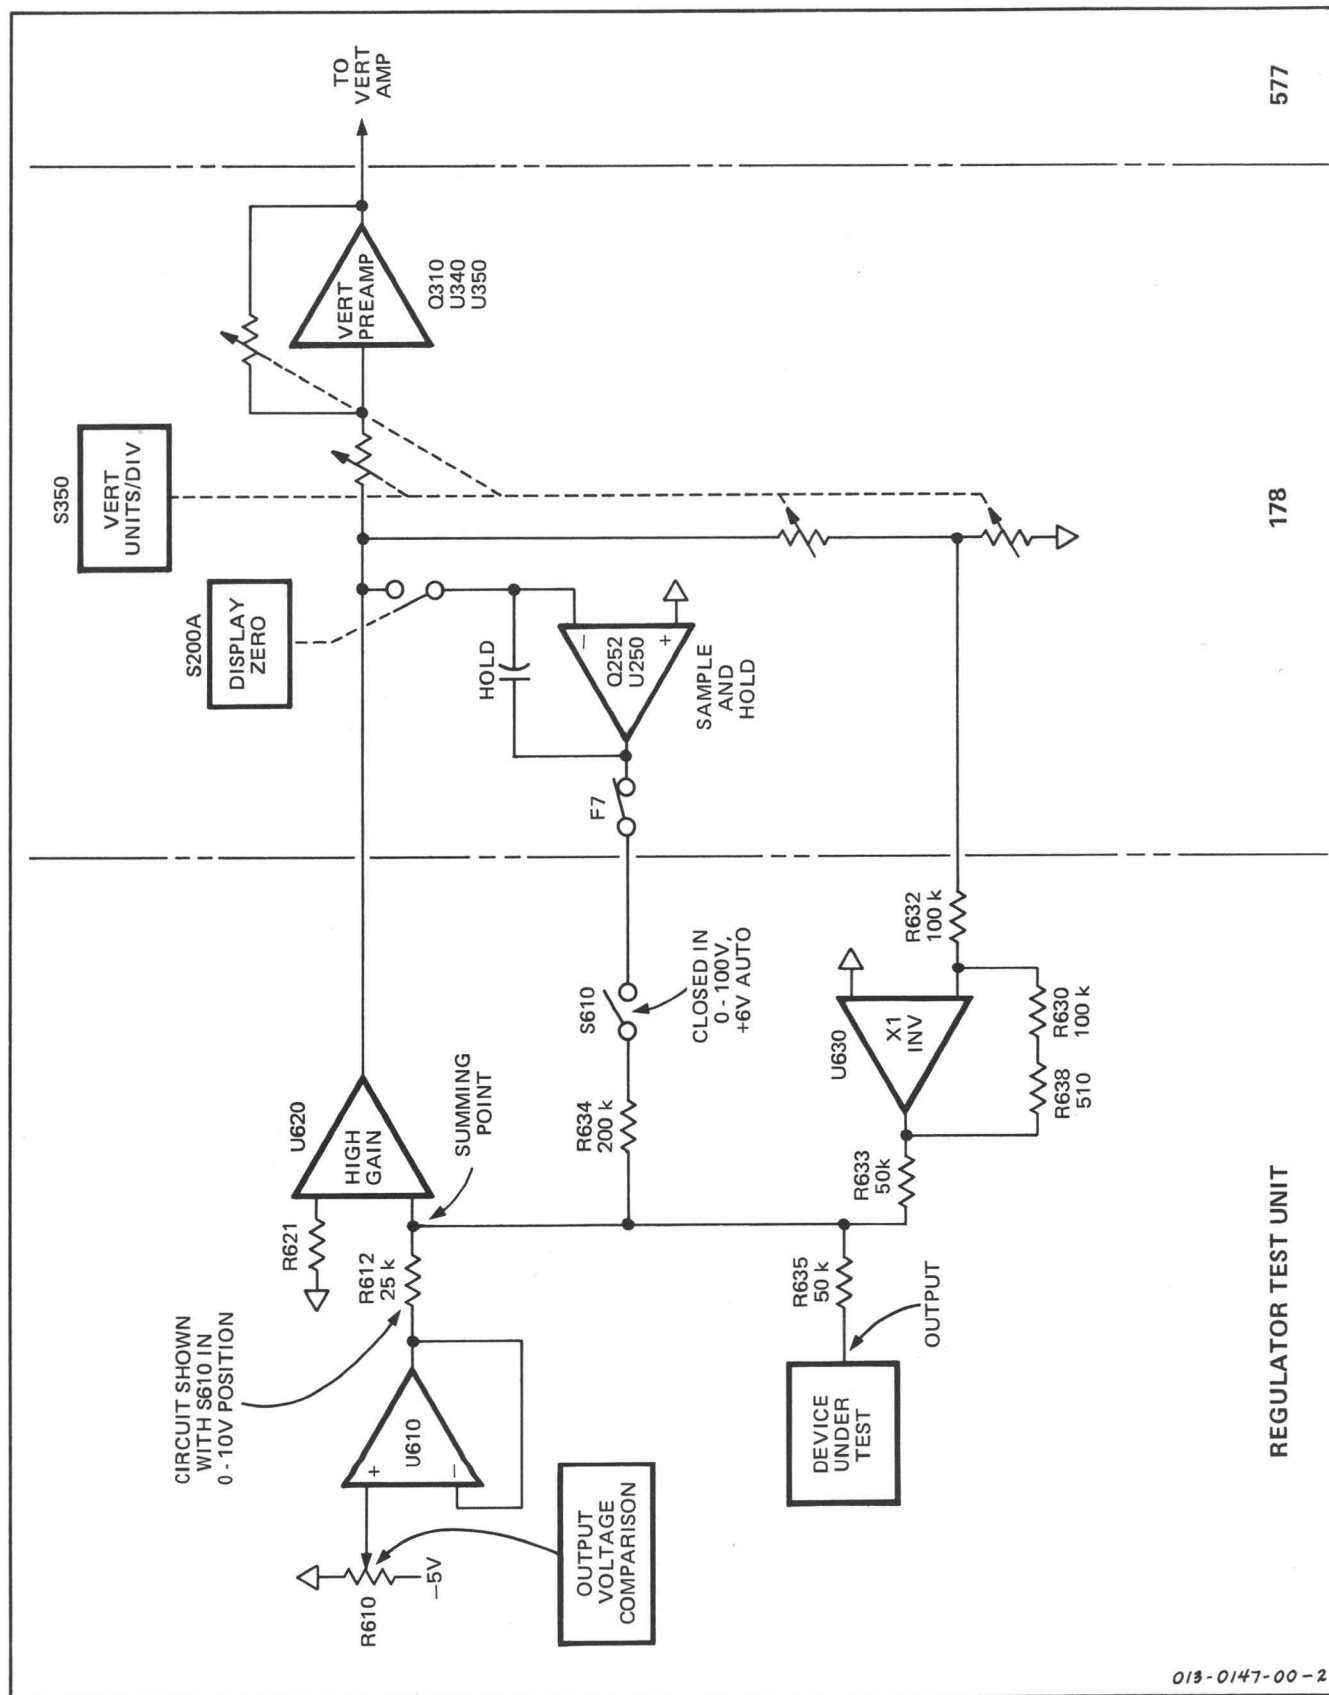 CIRCUIT SHOWN
WITH S610 IN
0 - 10V POSITION
R621
U620
HIGH
GAIN
R612
25 k
SUMMING
POINT
R610
−5V
+
−
U610
OUTPUT
VOLTAGE
COMPARISON
S200A
DISPLAY
ZERO
S350
VERT
UNITS/DIV
VERT
PREAMP
Q310
U340
U350
TO
VERT
AMP
HOLD
−
+
Q252
U250
SAMPLE
AND
HOLD
F7
S610
CLOSED IN
0 - 100V,
+6V AUTO
R634
200 k
R635
50 k
OUTPUT
DEVICE
UNDER
TEST
R633
50k
U630
X1
INV
R632
100 k
R638
510
R630
100 k
REGULATOR TEST UNIT
178
577
013-0147-00-2